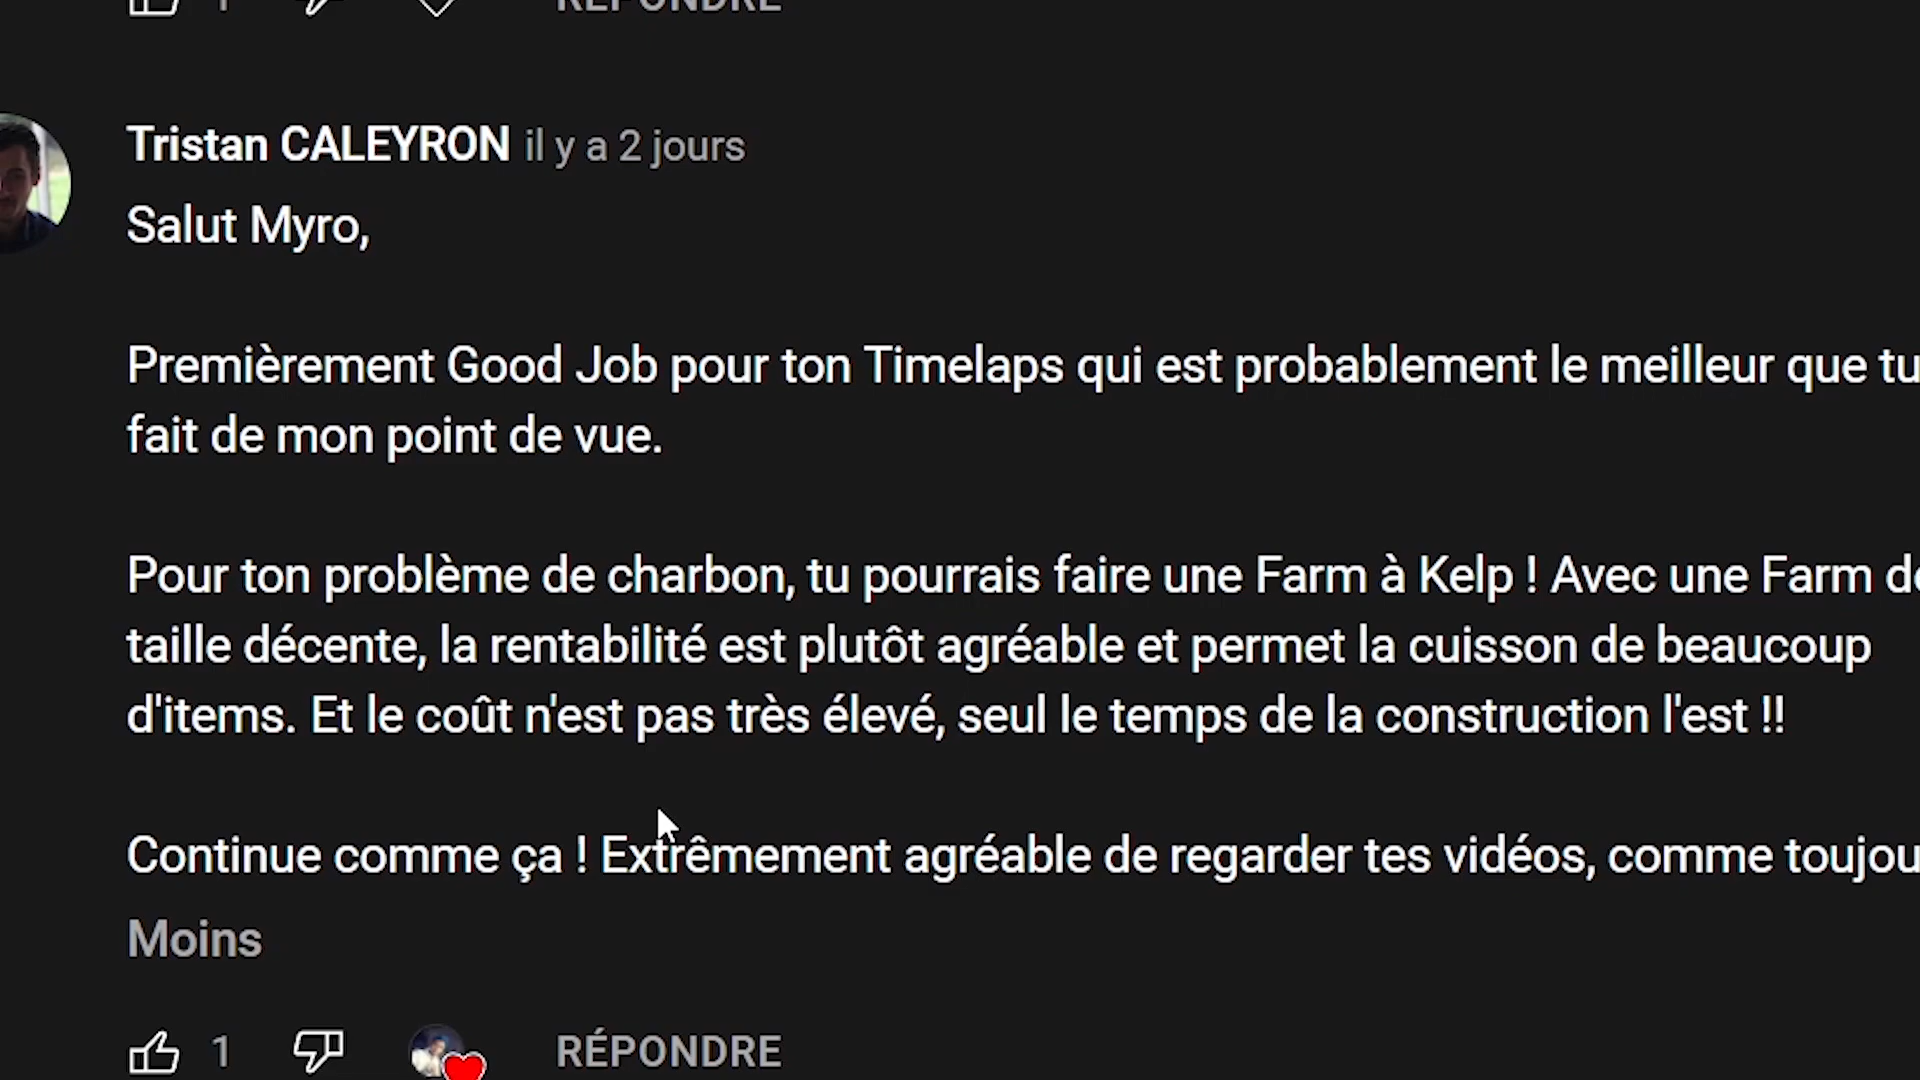 1 RÉPONDRE
Tristan CALEYRON il y a 2 jours
Salut Myro,
Premièrement Good Job pour ton Timelaps qui est probablement le meilleur que tu
fait de mon point de vue.
Pour ton problème de charbon, tu pourrais faire une Farm à Kelp ! Avec une Farm de
taille décente, la rentabilité est plutôt agréable et permet la cuisson de beaucoup
d'items. Et le coût n'est pas très élevé, seul le temps de la construction l'est !!
Continue comme ça ! Extrêmement agréable de regarder tes vidéos, comme toujou
Moins
1 RÉPONDRE